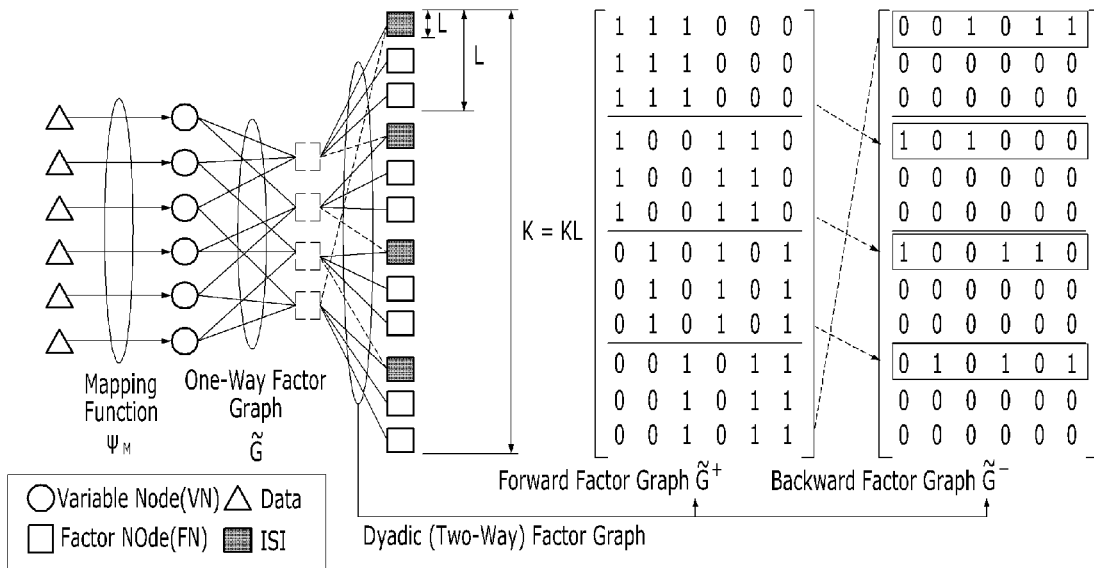 L
L
K = KL
1 1 1 0 0 0
1 1 1 0 0 0
1 1 1 0 0 0
1 0 0 1 1 0
1 0 0 1 1 0
1 0 0 1 1 0
0 1 0 1 0 1
0 1 0 1 0 1
0 1 0 1 0 1
0 0 1 0 1 1
0 0 1 0 1 1
0 0 1 0 1 1
0 0 1 0 1 1
0 0 0 0 0 0
0 0 0 0 0 0
1 0 1 0 0 0
0 0 0 0 0 0
0 0 0 0 0 0
1 0 0 1 1 0
0 0 0 0 0 0
0 0 0 0 0 0
0 1 0 1 0 1
0 0 0 0 0 0
0 0 0 0 0 0
Mapping
Function
Ψ_M
One-Way Factor
Graph
G̃
Forward Factor Graph G̃⁺
Backward Factor Graph G̃⁻
Dyadic (Two-Way) Factor Graph
Variable Node(VN)
Data
Factor NOde(FN)
ISI